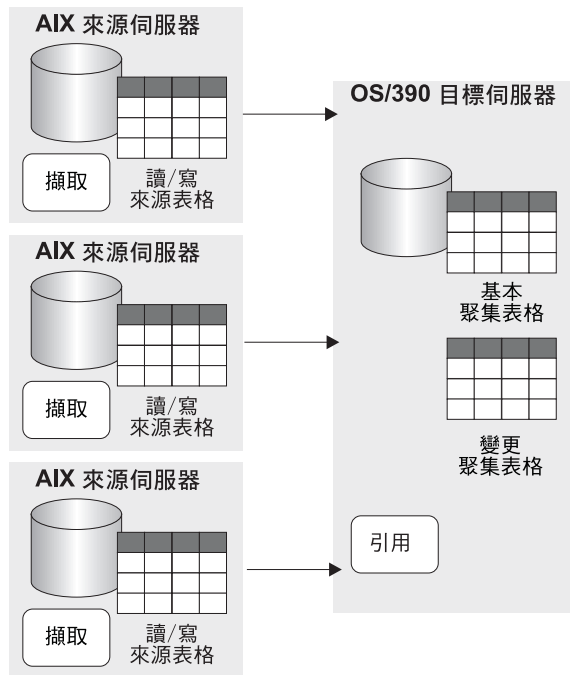 AIX 來源伺服器
擷取
讀/寫
來源表格
AIX 來源伺服器
擷取
讀/寫
來源表格
AIX 來源伺服器
擷取
讀/寫
來源表格
OS/390 目標伺服器
基本
聚集表格
變更
聚集表格
引用